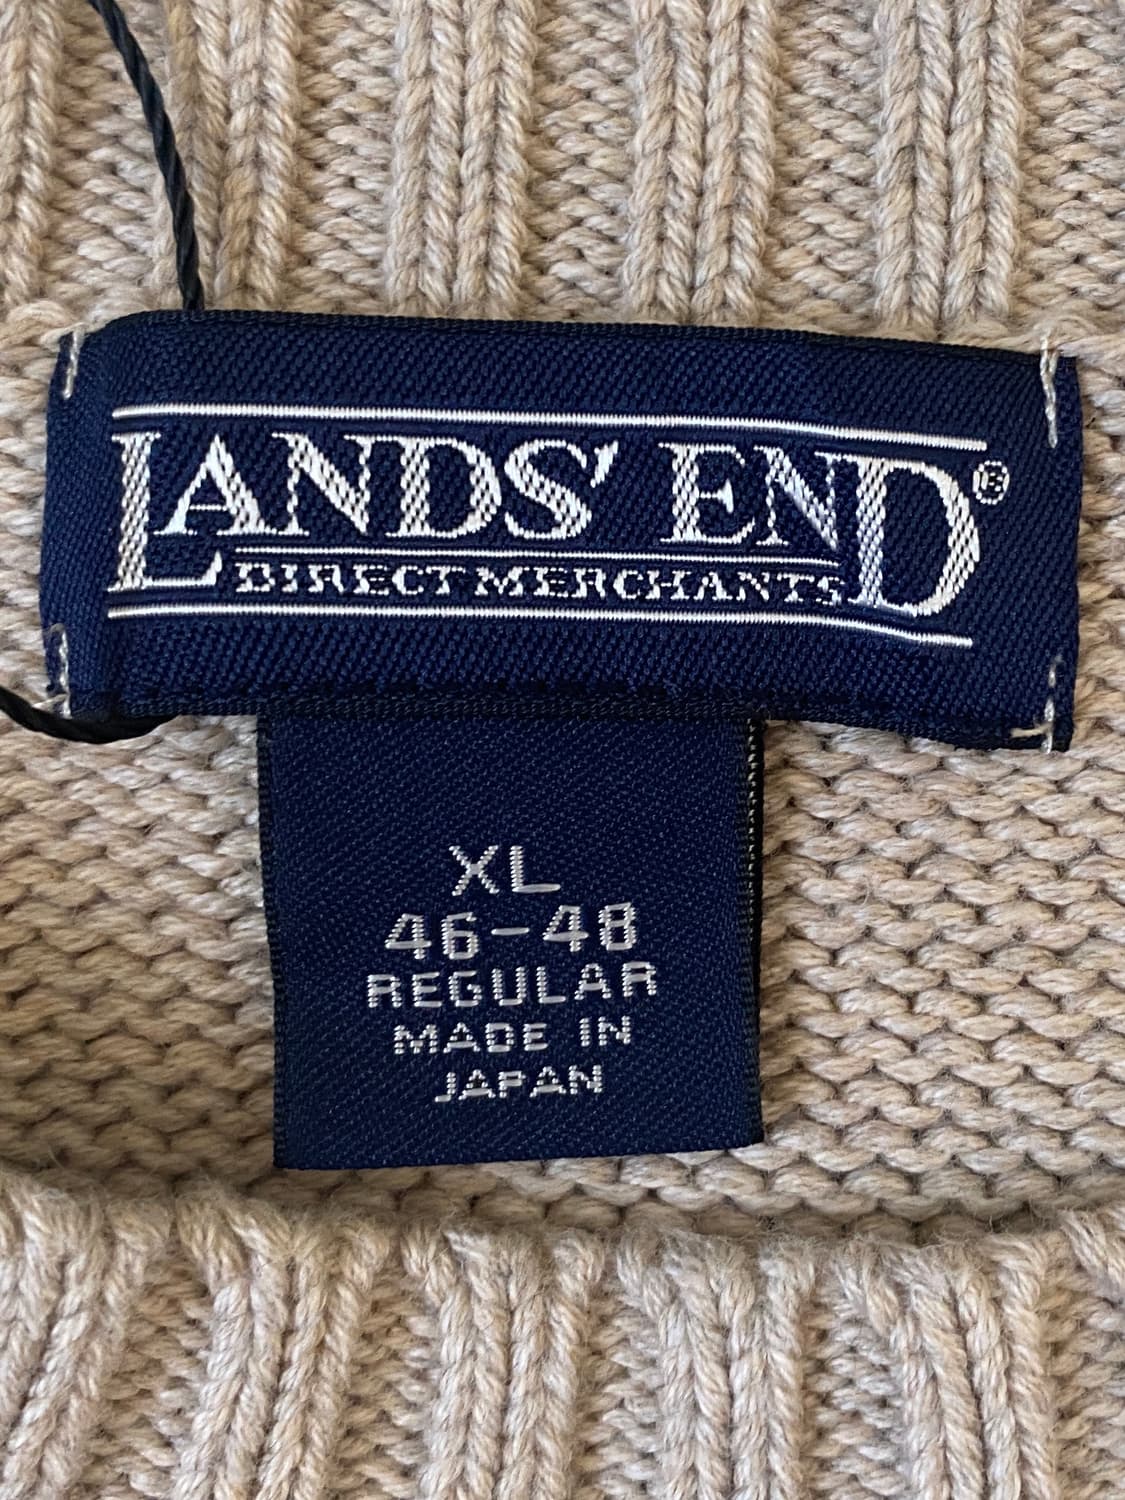 LANDS' END®
DIRECT MERCHANTS
XL
46-48
REGULAR
MADE IN
JAPAN